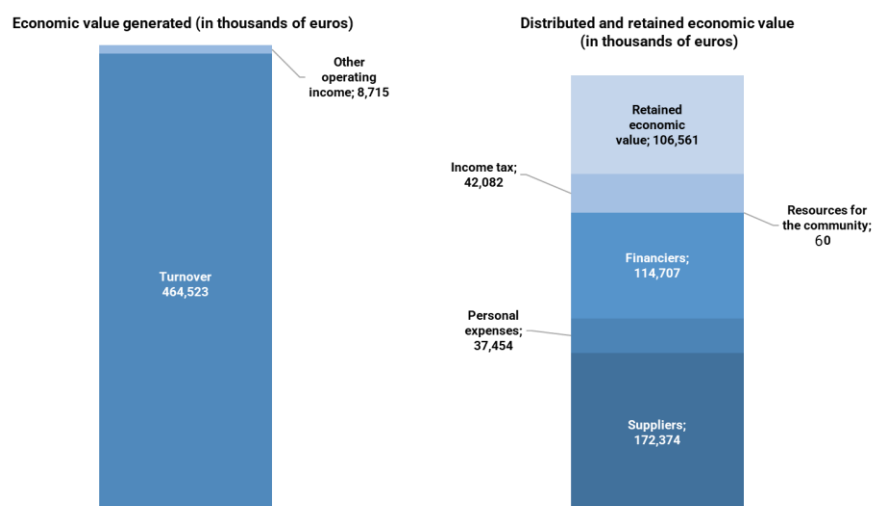 Economic value generated (in thousands of euros)
Other
operating
income; 8,715
Turnover
464,523
Distributed and retained economic value
(in thousands of euros)
Retained
economic
value; 106,561
Income tax;
42,082
Resources for
the community;
60
Financiers;
114,707
Personal
expenses;
37,454
Suppliers;
172,374